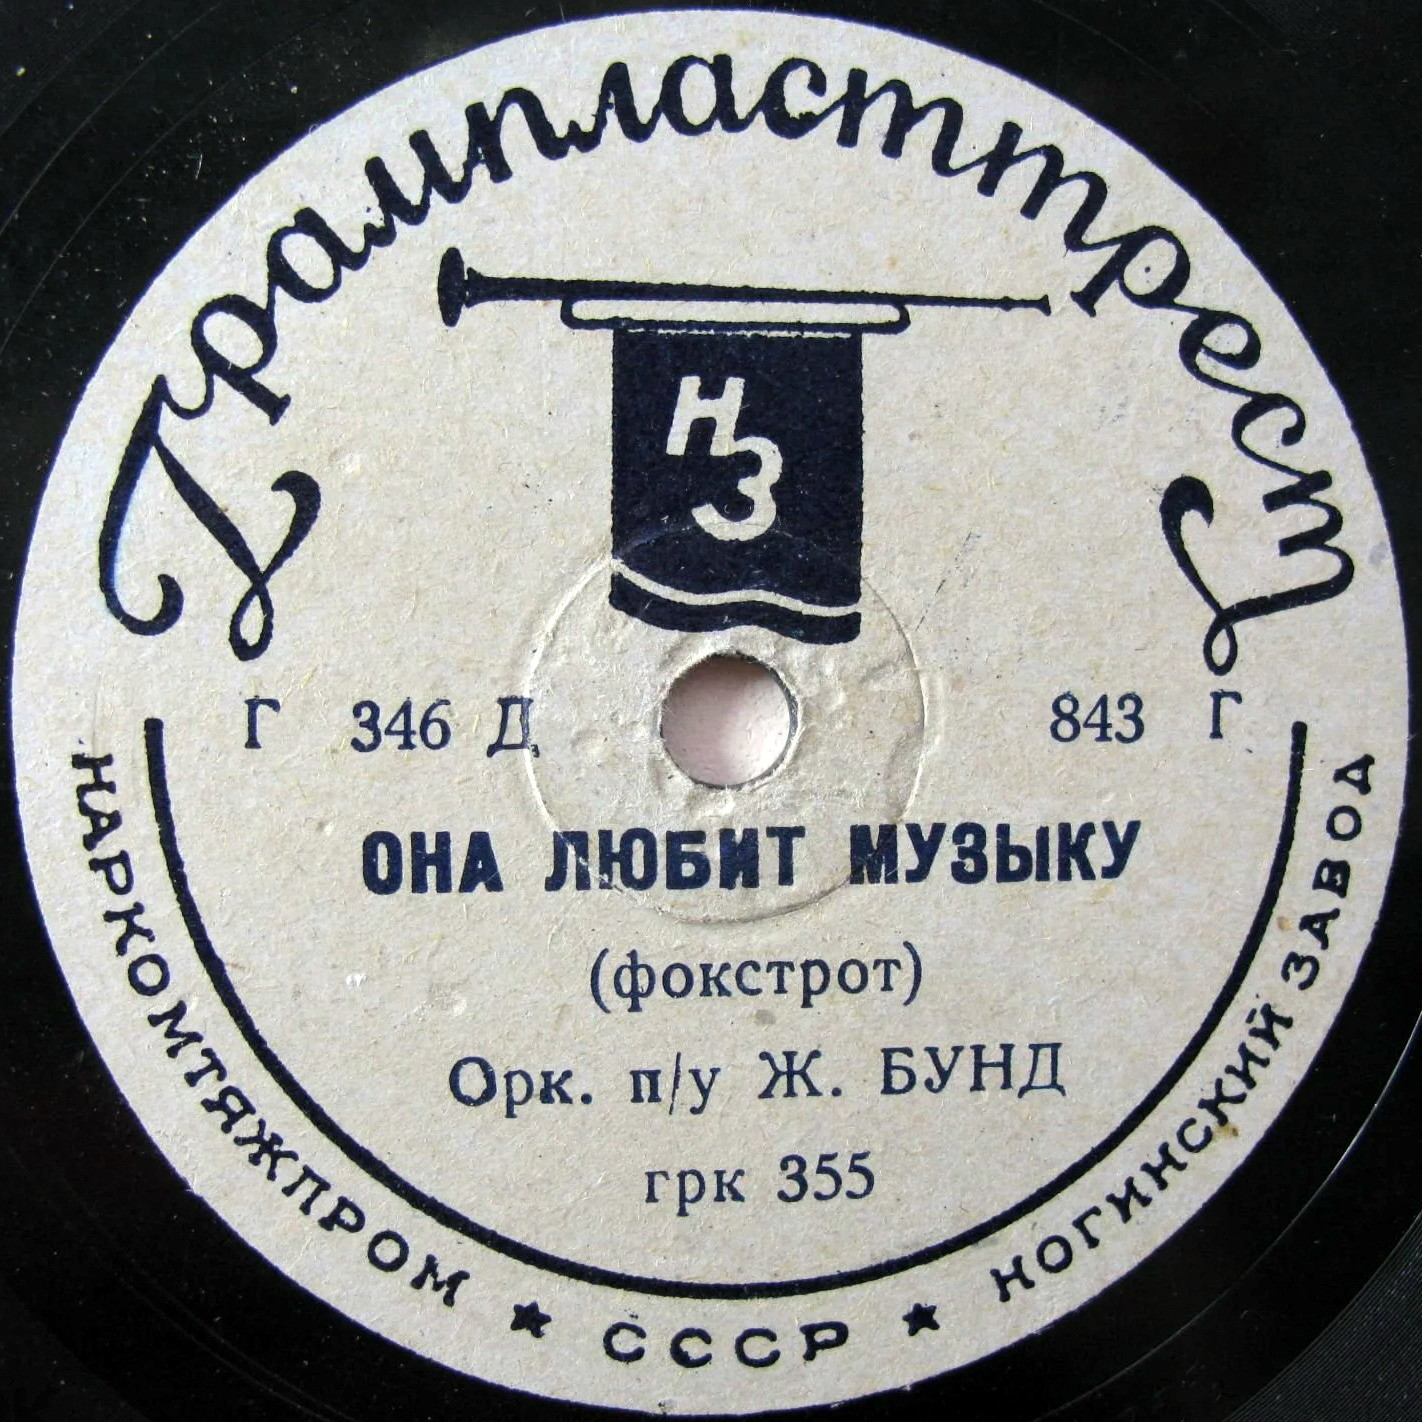 Грампласттрест
НЗ
Г 346 Д 843 Г
ОНА ЛЮБИТ МУЗЫКУ
(фокстрот)
Орк. п/у Ж. БУНД
грк 355
НАРКОМТЯЖПРОМ ★ СССР ★ НОГИНСКИЙ ЗАВОД